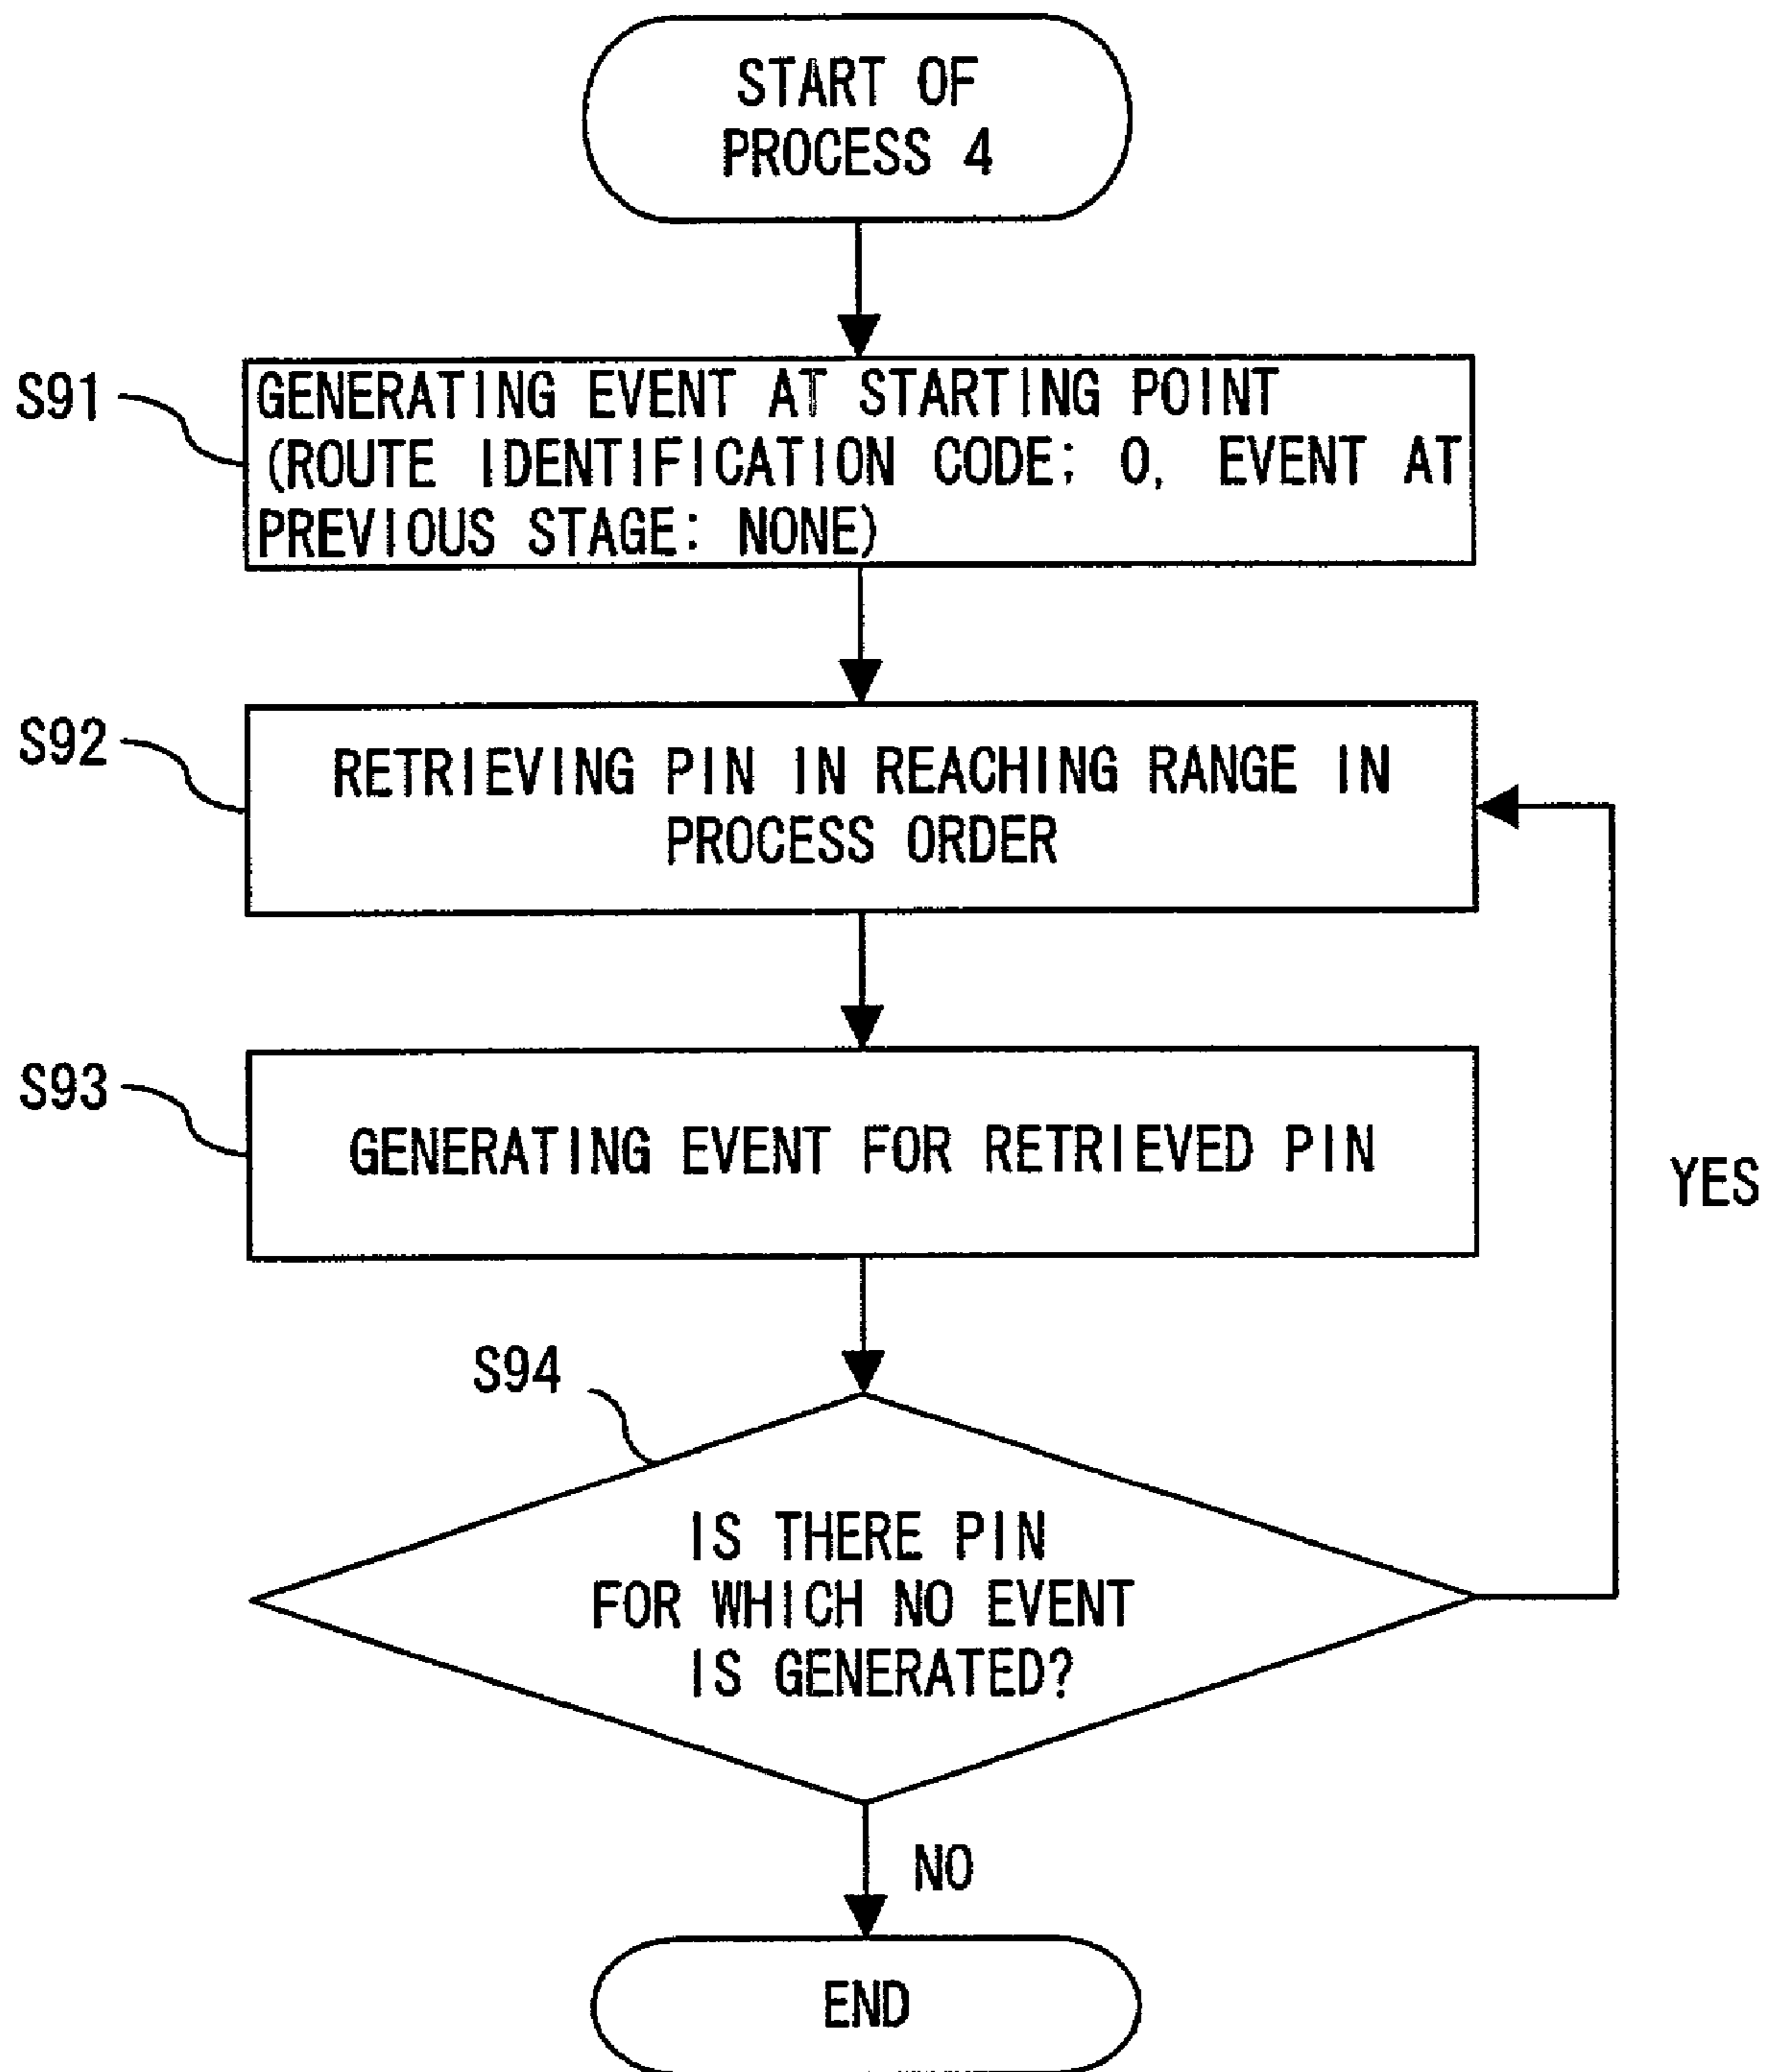 START OF
PROCESS 4
S91
GENERATING EVENT AT STARTING POINT
(ROUTE IDENTIFICATION CODE; 0, EVENT AT
PREVIOUS STAGE: NONE)
S92
RETRIEVING PIN IN REACHING RANGE IN
PROCESS ORDER
S93
GENERATING EVENT FOR RETRIEVED PIN
YES
S94
IS THERE PIN
FOR WHICH NO EVENT
IS GENERATED?
NO
END